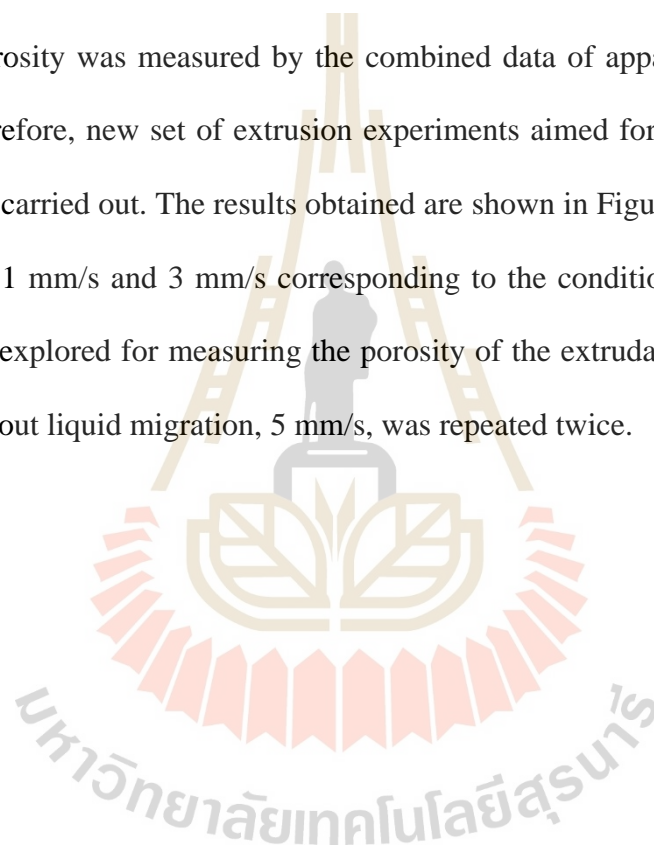 rosity was measured by the combined data of appa
refore, new set of extrusion experiments aimed for
carried out. The results obtained are shown in Figu
1 mm/s and 3 mm/s corresponding to the conditio
explored for measuring the porosity of the extruda
out liquid migration, 5 mm/s, was repeated twice.
มหาวิทยาลัยเทคโนโลยีสุรนารี